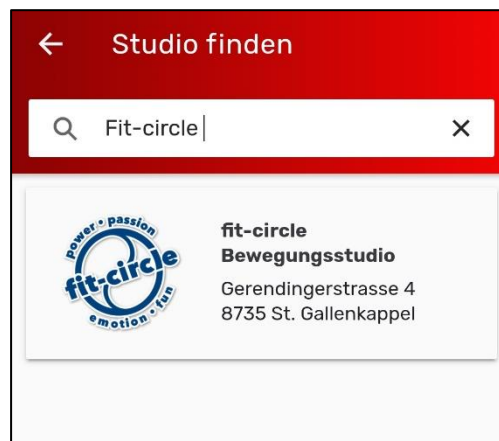 Studio finden
Fit-circle
power • passion
fit-circle
emotion • fun
fit-circle
Bewegungsstudio
Gerendingerstrasse 4
8735 St. Gallenkappel